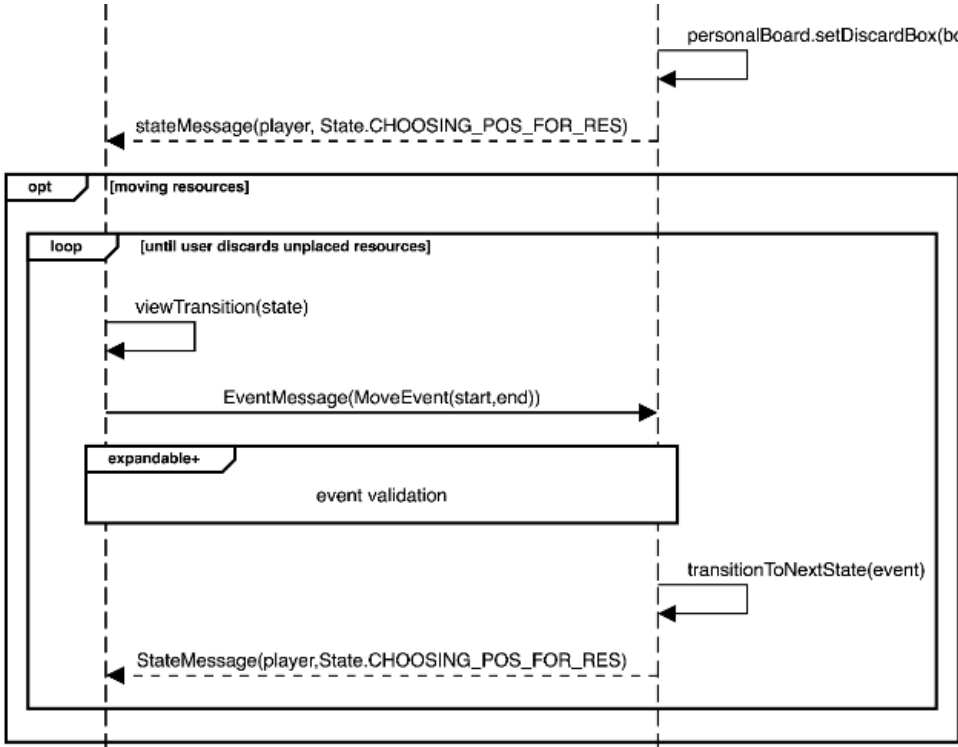 personalBoard.setDiscardBox(bo
stateMessage(player, State.CHOOSING_POS_FOR_RES)
opt [moving resources]
loop [until user discards unplaced resources]
viewTransition(state)
EventMessage(MoveEvent(start,end))
expandable+
event validation
transitionToNextState(event)
StateMessage(player,State.CHOOSING_POS_FOR_RES)